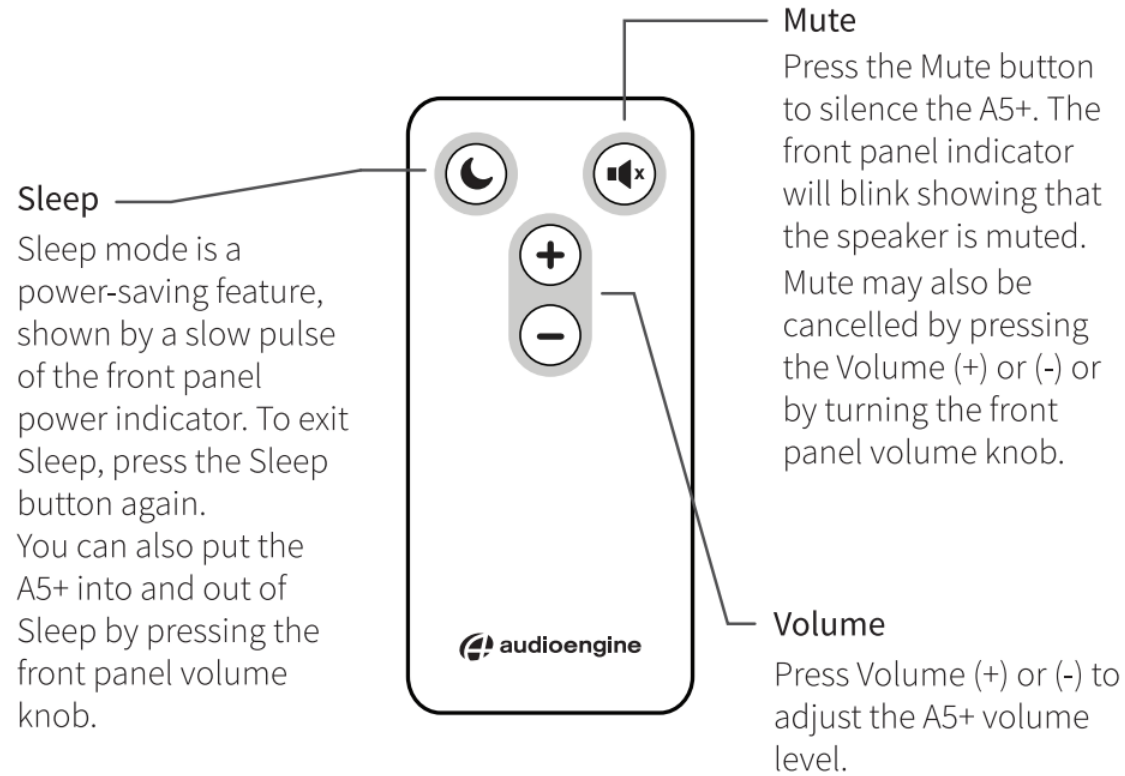 Mute
Press the Mute button
to silence the A5+. The
front panel indicator
will blink showing that
the speaker is muted.
Mute may also be
cancelled by pressing
the Volume (+) or (-) or
by turning the front
panel volume knob.
Sleep
Sleep mode is a
power-saving feature,
shown by a slow pulse
of the front panel
power indicator. To exit
Sleep, press the Sleep
button again.
You can also put the
A5+ into and out of
Sleep by pressing the
front panel volume
knob.
audioengine
Volume
Press Volume (+) or (-) to
adjust the A5+ volume
level.